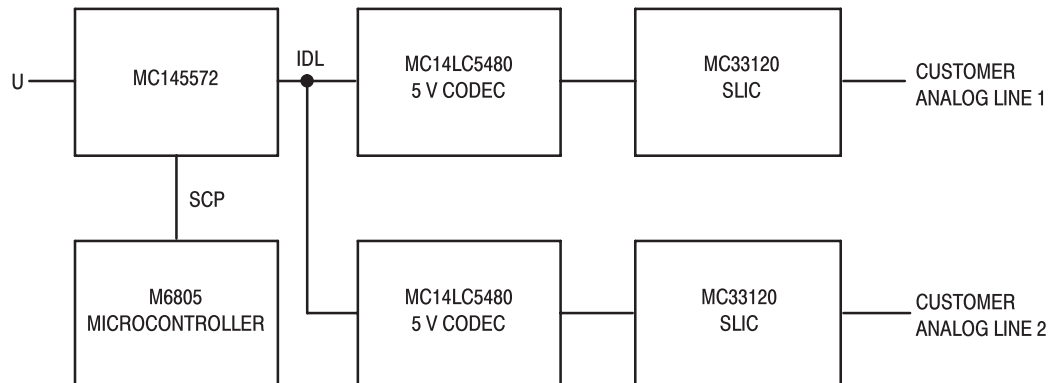 U
MC145572
IDL
MC14LC5480
5 V CODEC
MC33120
SLIC
CUSTOMER
ANALOG LINE 1
SCP
M6805
MICROCONTROLLER
MC14LC5480
5 V CODEC
MC33120
SLIC
CUSTOMER
ANALOG LINE 2